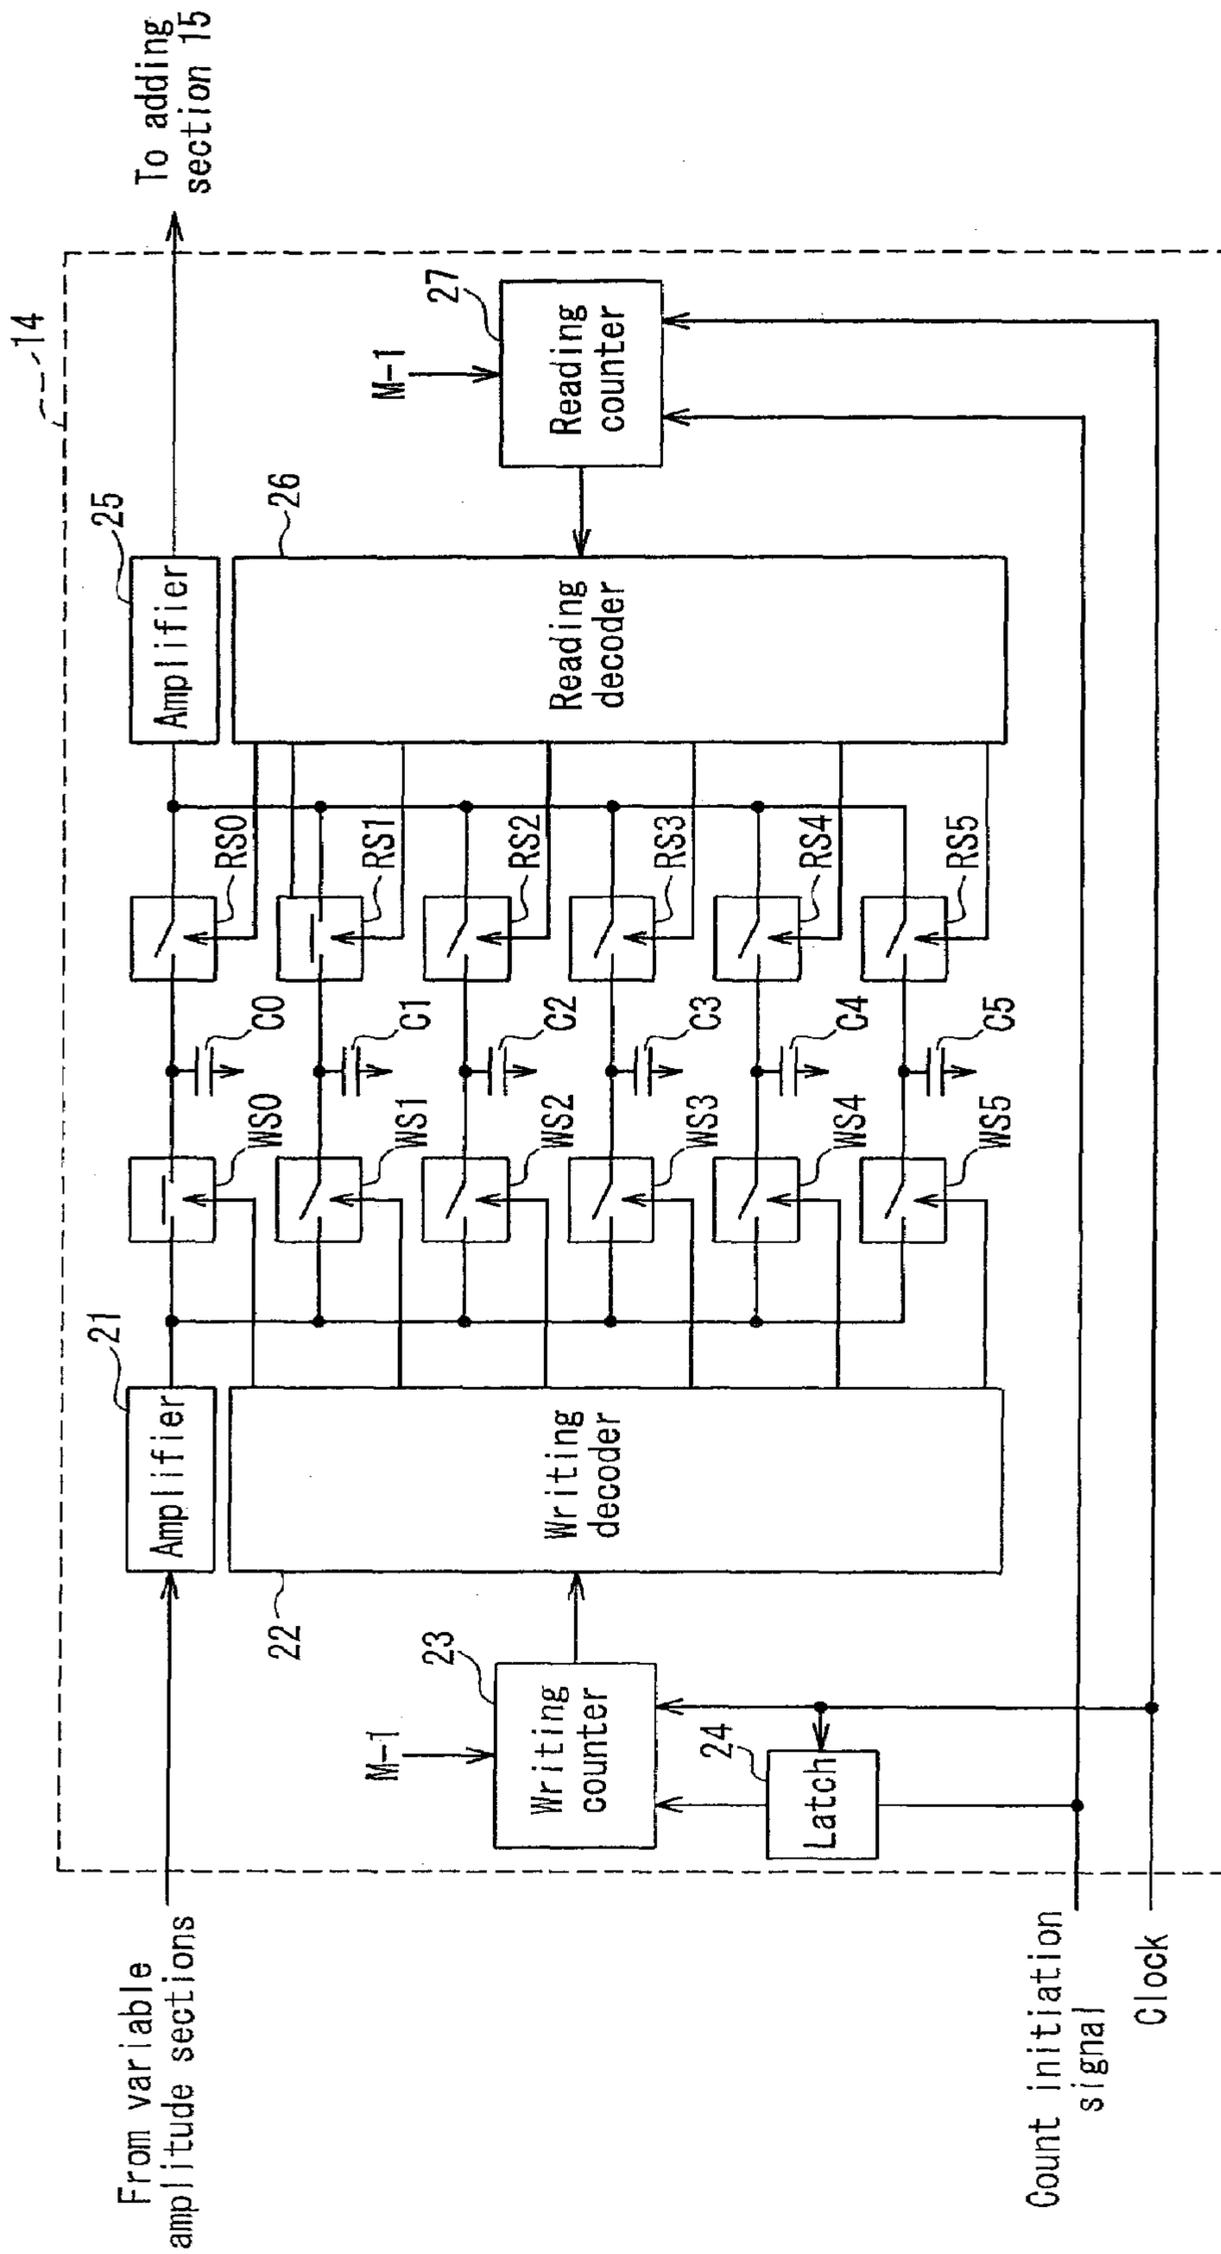 From variable
amplitude sections
Count initiation
signal
Clock
14
21
Amplifier
22
Writing
decoder
M-1
23
Writing
counter
24
Latch
WS0
WS1
WS2
WS3
WS4
WS5
C0
C1
C2
C3
C4
C5
RS0
RS1
RS2
RS3
RS4
RS5
25
Amplifier
26
Reading
decoder
M-1
27
Reading
counter
To adding
section 15